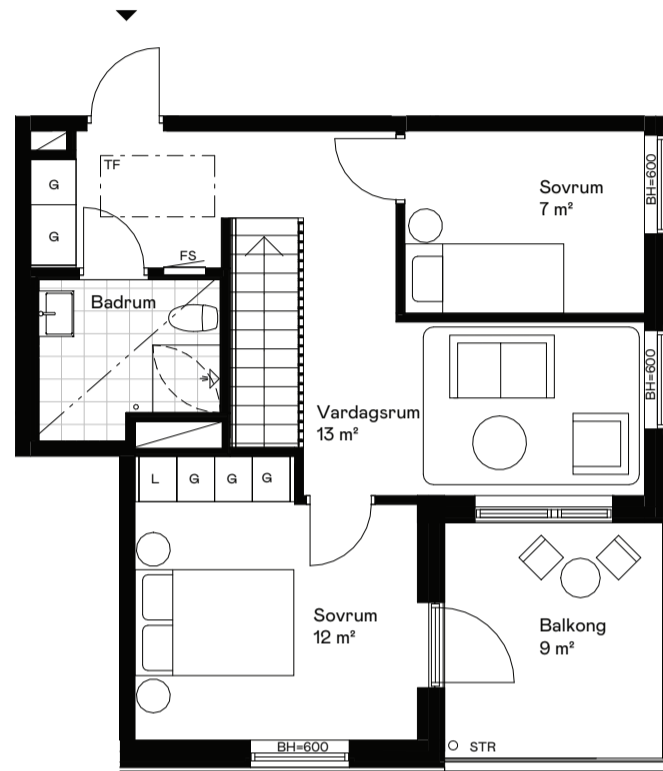 TF
G
G
FS
Badrum
Sovrum
7 m²
BH=600
Vardagsrum
13 m²
BH=600
L
G
G
G
Sovrum
12 m²
Balkong
9 m²
BH=600
STR